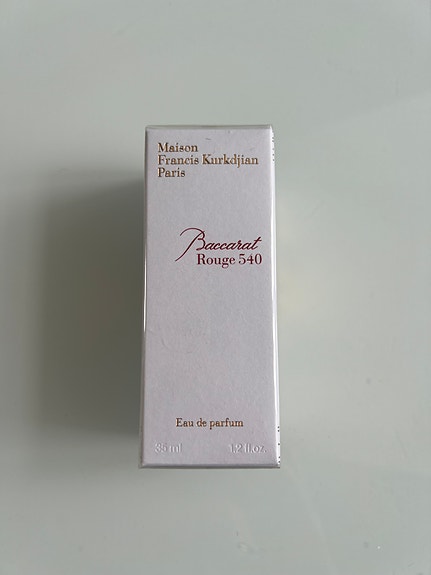 Maison
Francis Kurkdjian
Paris
Baccarat
Rouge 540
Eau de parfum
35 ml 1.2 fl.oz.